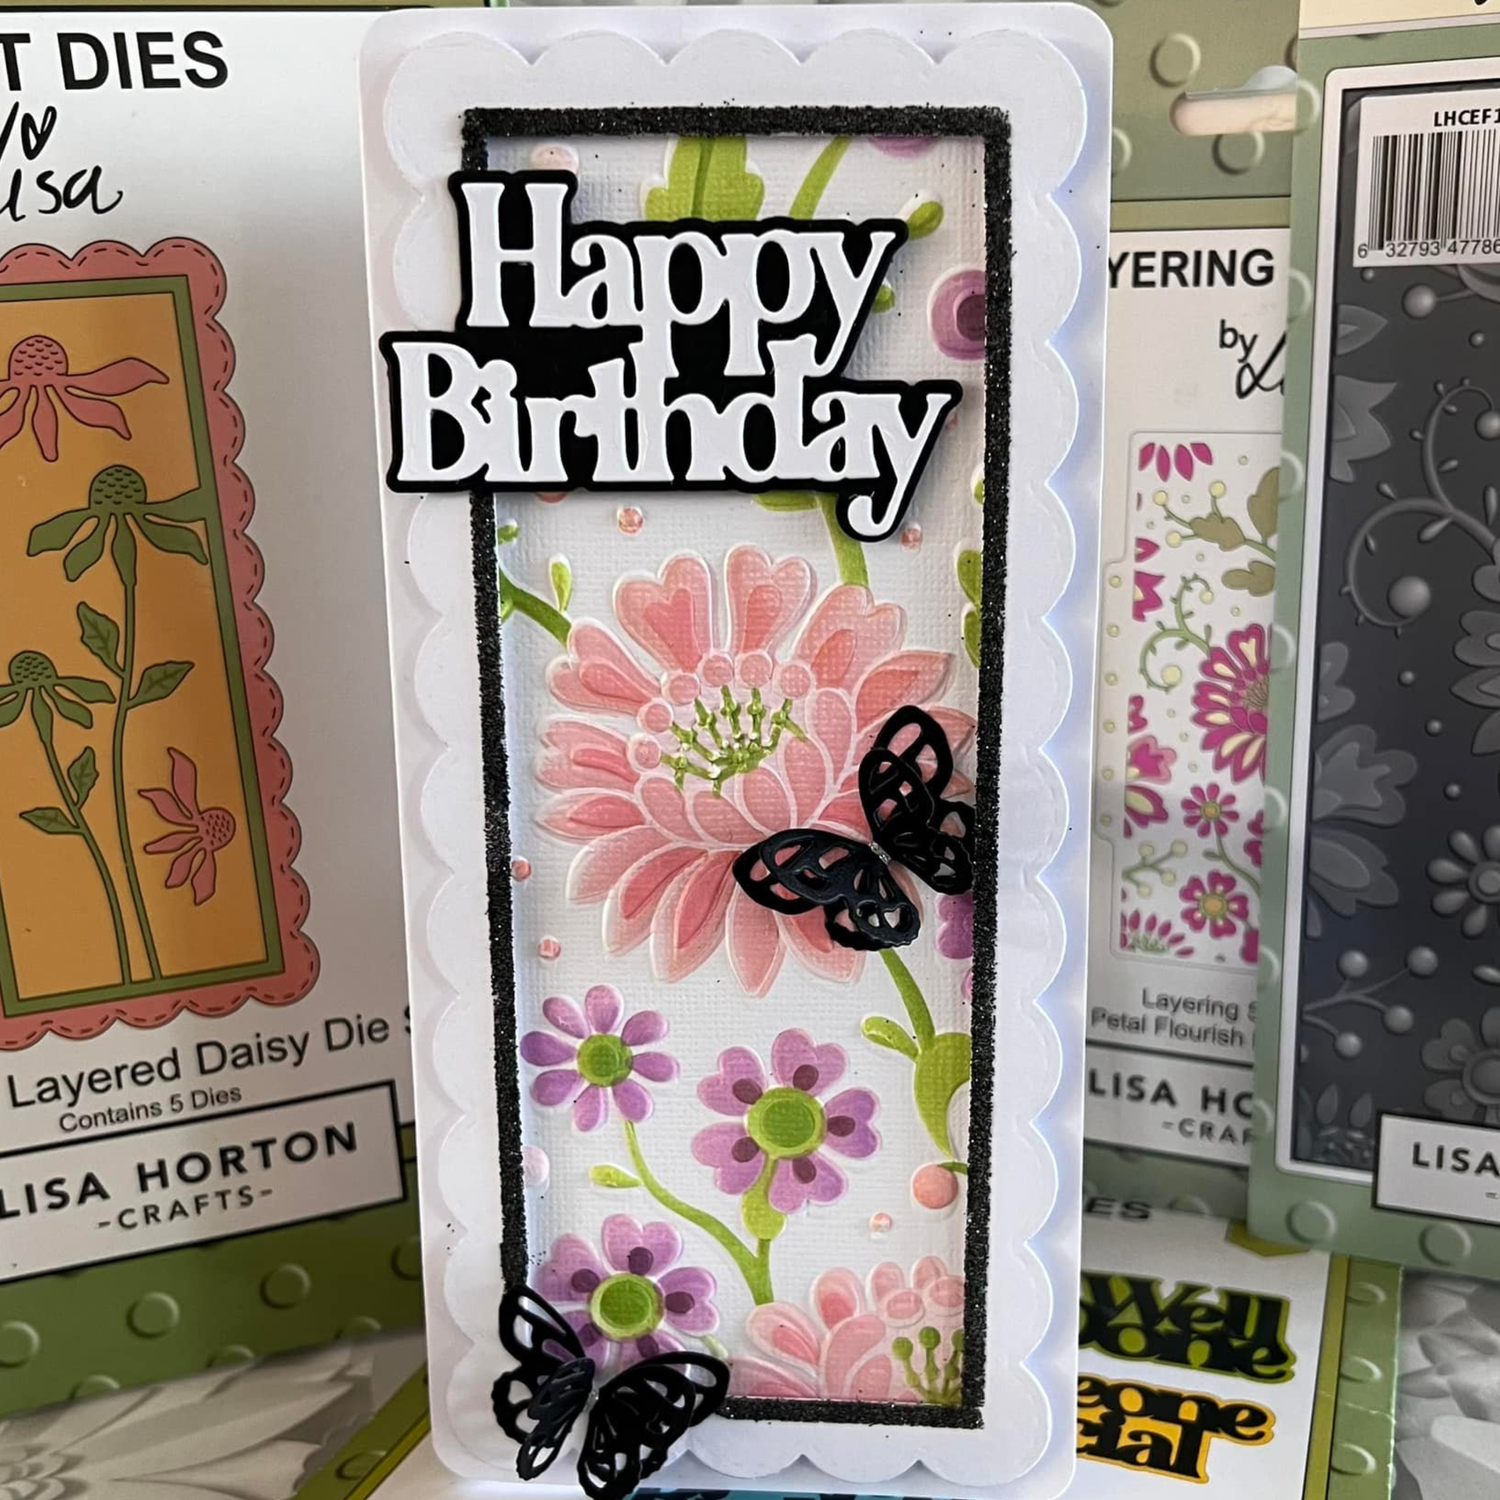 T DIES
Happy
Birthday
Layered Daisy Die
Contains 5 Dies
LISA HORTON
-CRAFTS-
YERING
by
Layering
Petal Flourish
LISA HO
-CRAF
LHCEF1
6 32793 47786
LISA
Well
Done